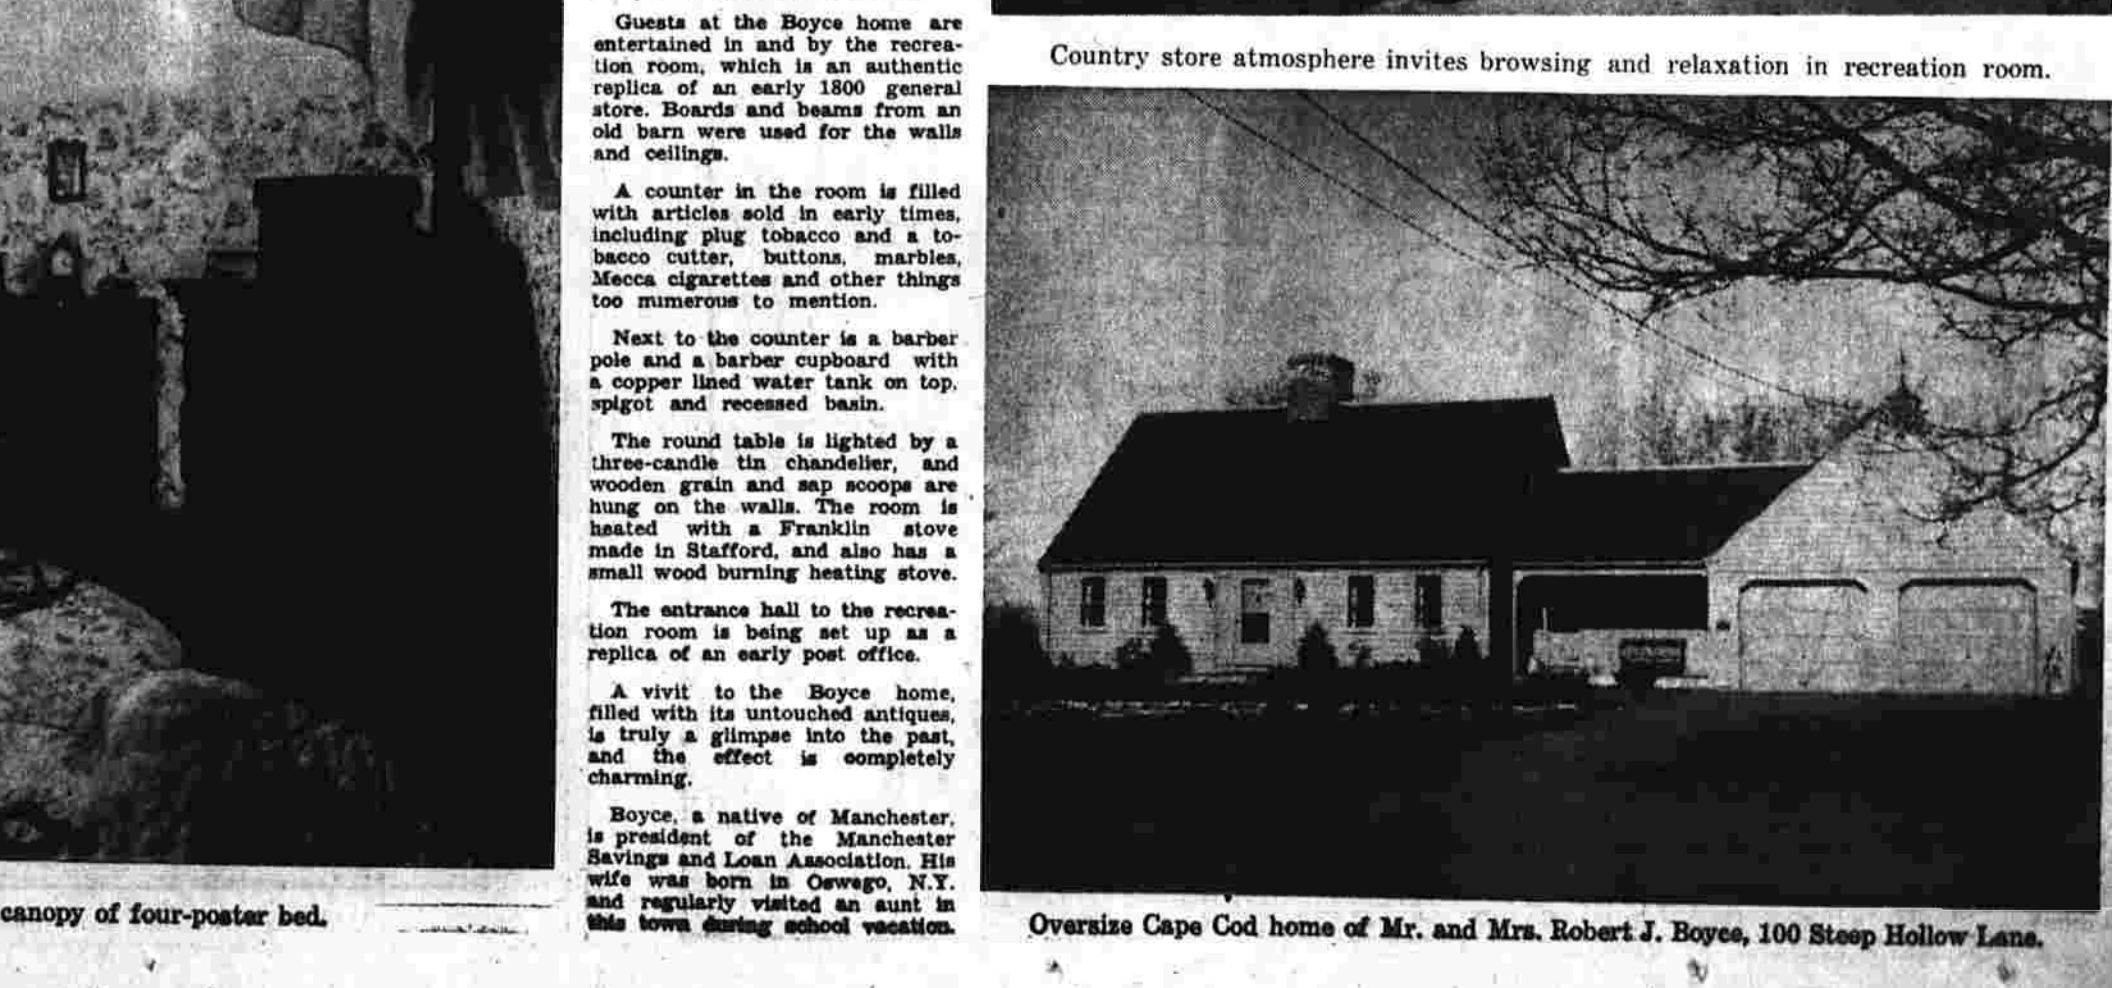 Guests at the Boyce home are
entertained in and by the recrea-
tion room, which is an authentic
replica of an early 1800 general
store. Boards and beams from an
old barn were used for the walls
and ceilings.
A counter in the room is filled
with articles sold in early times,
including plug tobacco and a to-
bacco cutter, buttons, marbles,
Mecca cigarettes and other things
too mimerous to mention.
Next to the counter is a barber
pole and a barber cupboard with
a copper lined water tank on top,
spigot and recessed basin.
The round table is lighted by a
three-candle tin chandelier, and
wooden grain and sap scoops are
hung on the walls. The room is
heated with a Franklin stove
made in Stafford, and also has a
small wood burning heating stove.
The entrance hall to the recrea-
tion room is being set up as a
replica of an early post office.
A vivit to the Boyce home,
filled with its untouched antiques,
is truly a glimpse into the past,
and the effect is completely
charming.
Boyce, a native of Manchester,
is president of the Manchester
Savings and Loan Association. His
wife was born in Oswego, N.Y.
and regularly visited an aunt in
this town during school vacation.
canopy of four-poster bed.
Country store atmosphere invites browsing and relaxation in recreation room.
Oversize Cape Cod home of Mr. and Mrs. Robert J. Boyce, 100 Steep Hollow Lane.